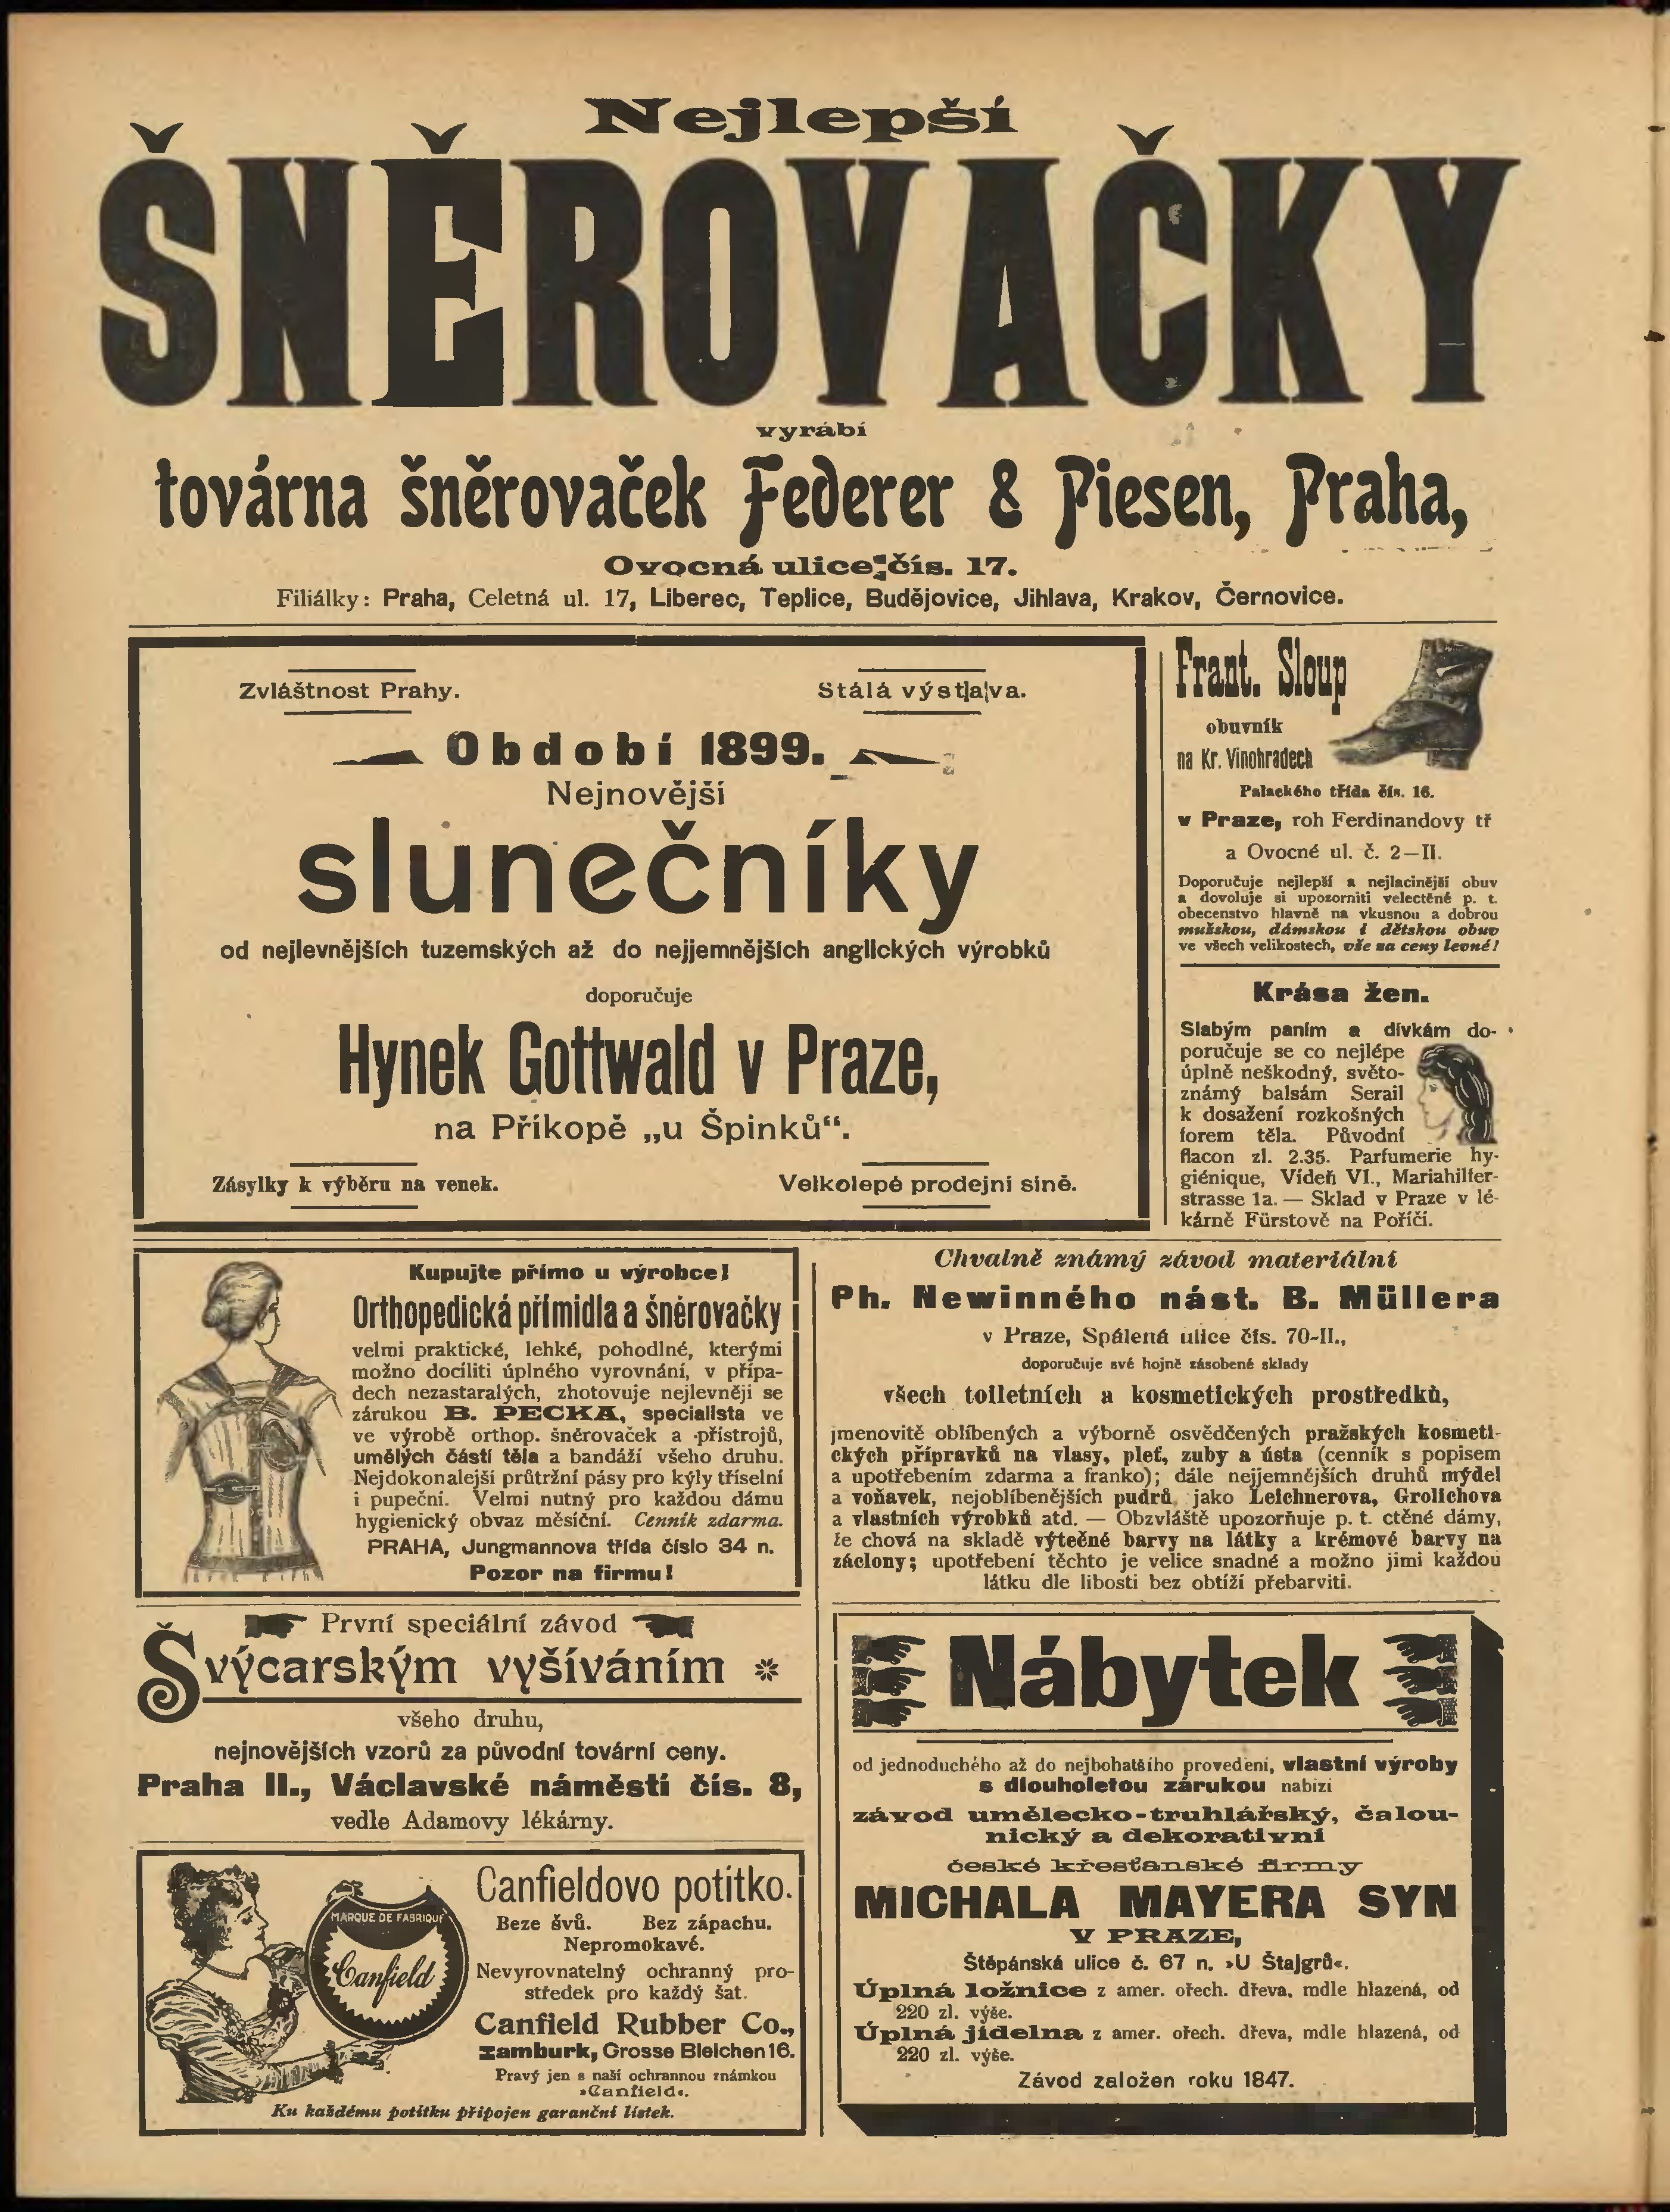 Nejlepší
ŠNĚROVAČKY
vyrábí
továrna šněrovaček Federer & Piesen, Praha,
Ovocná ulice čís. 17.
Filiálky: Praha, Celetná ul. 17, Liberec, Teplice, Budějovice, Jihlava, Krakov, Černovice.
Zvláštnost Prahy.
Stálá výstava.
Období 1899.
Nejnovější
slunečníky
od nejlevnějších tuzemských až do nejjemnějších anglických výrobků
doporučuje
Hynek Gottwald v Praze,
na Příkopě „u Špinků“.
Zásylky k výběru na venek.
Velkolepé prodejní síně.
Frant. Sloup
obuvník
na Kr. Vinohradech
Palackého třída čís. 16.
v Praze, roh Ferdinandovy tř
a Ovocné ul. č. 2—II.
Doporučuje nejlepší a nejlacinější obuv
a dovoluje si upozorniti velectěné p. t.
obecenstvo hlavně na vkusnou a dobrou
mužskou, dámskou i dětskou obuv
ve všech velikostech, vše za ceny levné!
Krása žen.
Slabým paním a dívkám do-
poručuje se co nejlépe
úplně neškodný, světo-
známý balsám Serail
k dosažení rozkošných
forem těla. Původní
flacon zl. 2.35. Parfumerie hy-
giénique, Vídeň VI., Mariahilfer-
strasse 1a. — Sklad v Praze v lé-
kárně Fürstově na Poříčí.
Kupujte přímo u výrobce!
Orthopedická přímidla a šněrovačky
velmi praktické, lehké, pohodlné, kterými
možno docíliti úplného vyrovnání, v přípa-
dech nezastaralých, zhotovuje nejlevněji se
zárukou B. PECKA, specialista ve
ve výrobě orthop. šněrovaček a přístrojů,
umělých částí těla a bandáží všeho druhu.
Nejdokonalejší průtržní pásy pro kýly tříselní
i pupeční. Velmi nutný pro každou dámu
hygienický obvaz měsíční. Cenník zdarma.
PRAHA, Jungmannova třída číslo 34 n.
Pozor na firmu!
Chvalně známý závod materiální
Ph. Newinného nást. B. Müllera
v Praze, Spálená ulice čís. 70-II.,
doporučuje své hojně zásobené sklady
všech toiletních a kosmetických prostředků,
jmenovitě oblíbených a výborně osvědčených pražských kosmeti-
ckých přípravků na vlasy, pleť, zuby a ústa (cenník s popisem
a upotřebením zdarma a franko); dále nejjemnějších druhů mýdel
a voňavek, nejoblíbenějších pudrů jako Leichnerova, Grolichova
a vlastních výrobků atd. — Obzvláště upozorňuje p. t. ctěné dámy,
že chová na skladě výtečné barvy na látky a krémové barvy na
záclony; upotřebení těchto je velice snadné a možno jimi každou
látku dle libosti bez obtíží přebarviti.
První speciální závod
Švýcarským vyšíváním
všeho druhu,
nejnovějších vzorů za původní tovární ceny.
Praha II., Václavské náměstí čís. 8,
vedle Adamovy lékárny.
Nábytek
od jednoduchého až do nejbohatšího provedení, vlastní výroby
s dlouholetou zárukou nabízí
závod umělecko-truhlářský, čalou-
nický a dekorativní
české křesťanské firmy
MICHALA MAYERA SYN
V PRAZE,
Štěpánská ulice č. 67 n. »U Štajgrů«.
Úplná ložnice z amer. ořech. dřeva, mdle hlazená, od
220 zl. výše.
Úplná jídelna z amer. ořech. dřeva, mdle hlazená, od
220 zl. výše.
Závod založen roku 1847.
MARQUE DE FABRIQUE
Canfield
Canfieldovo potitko.
Beze švů. Bez zápachu.
Nepromokavé.
Nevyrovnatelný ochranný pro-
středek pro každý šat.
Canfield Rubber Co.,
Hamburk, Grosse Bleichen 16.
Pravý jen s naší ochrannou známkou
»Canfield«.
Ku každému potitku připojen garanční lístek.